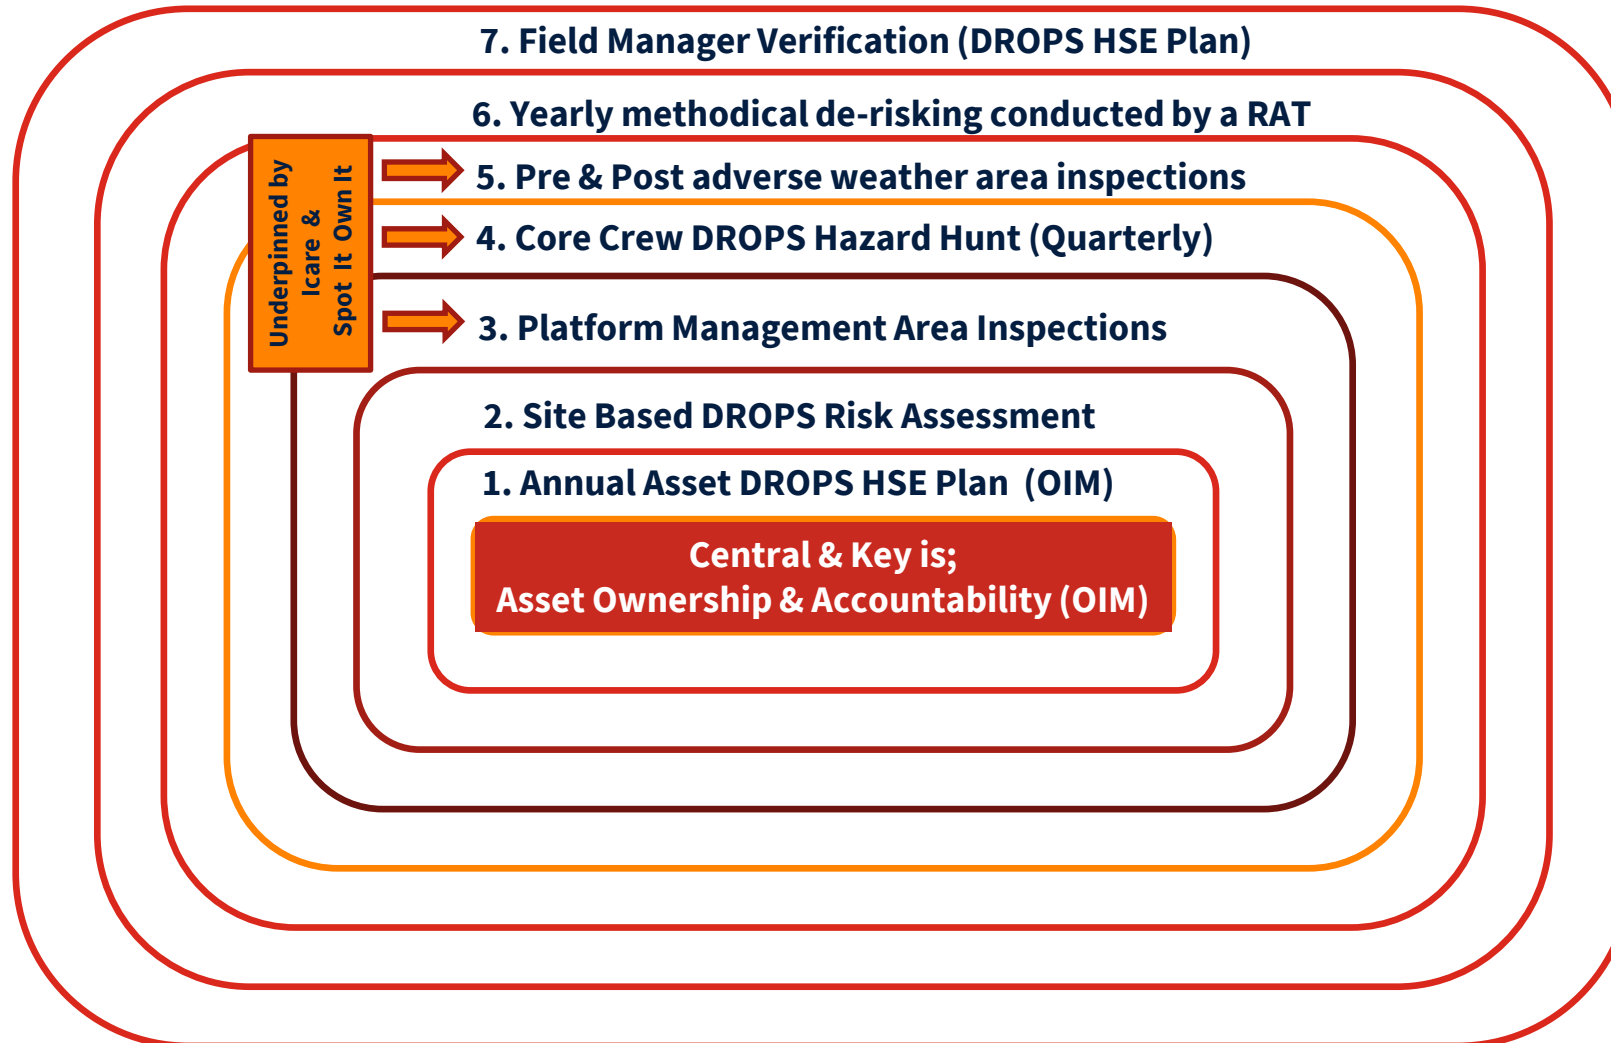 7. Field Manager Verification (DROPS HSE Plan)
6. Yearly methodical de-risking conducted by a RAT
Underpinned by
Icare &
Spot It Own It
5. Pre & Post adverse weather area inspections
4. Core Crew DROPS Hazard Hunt (Quarterly)
3. Platform Management Area Inspections
2. Site Based DROPS Risk Assessment
1. Annual Asset DROPS HSE Plan (OIM)
Central & Key is;
Asset Ownership & Accountability (OIM)